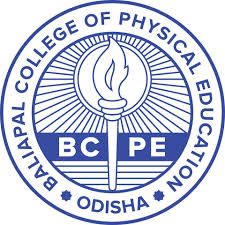 BALIAPAL COLLEGE OF PHYSICAL EDUCATION
BC PE
ODISHA